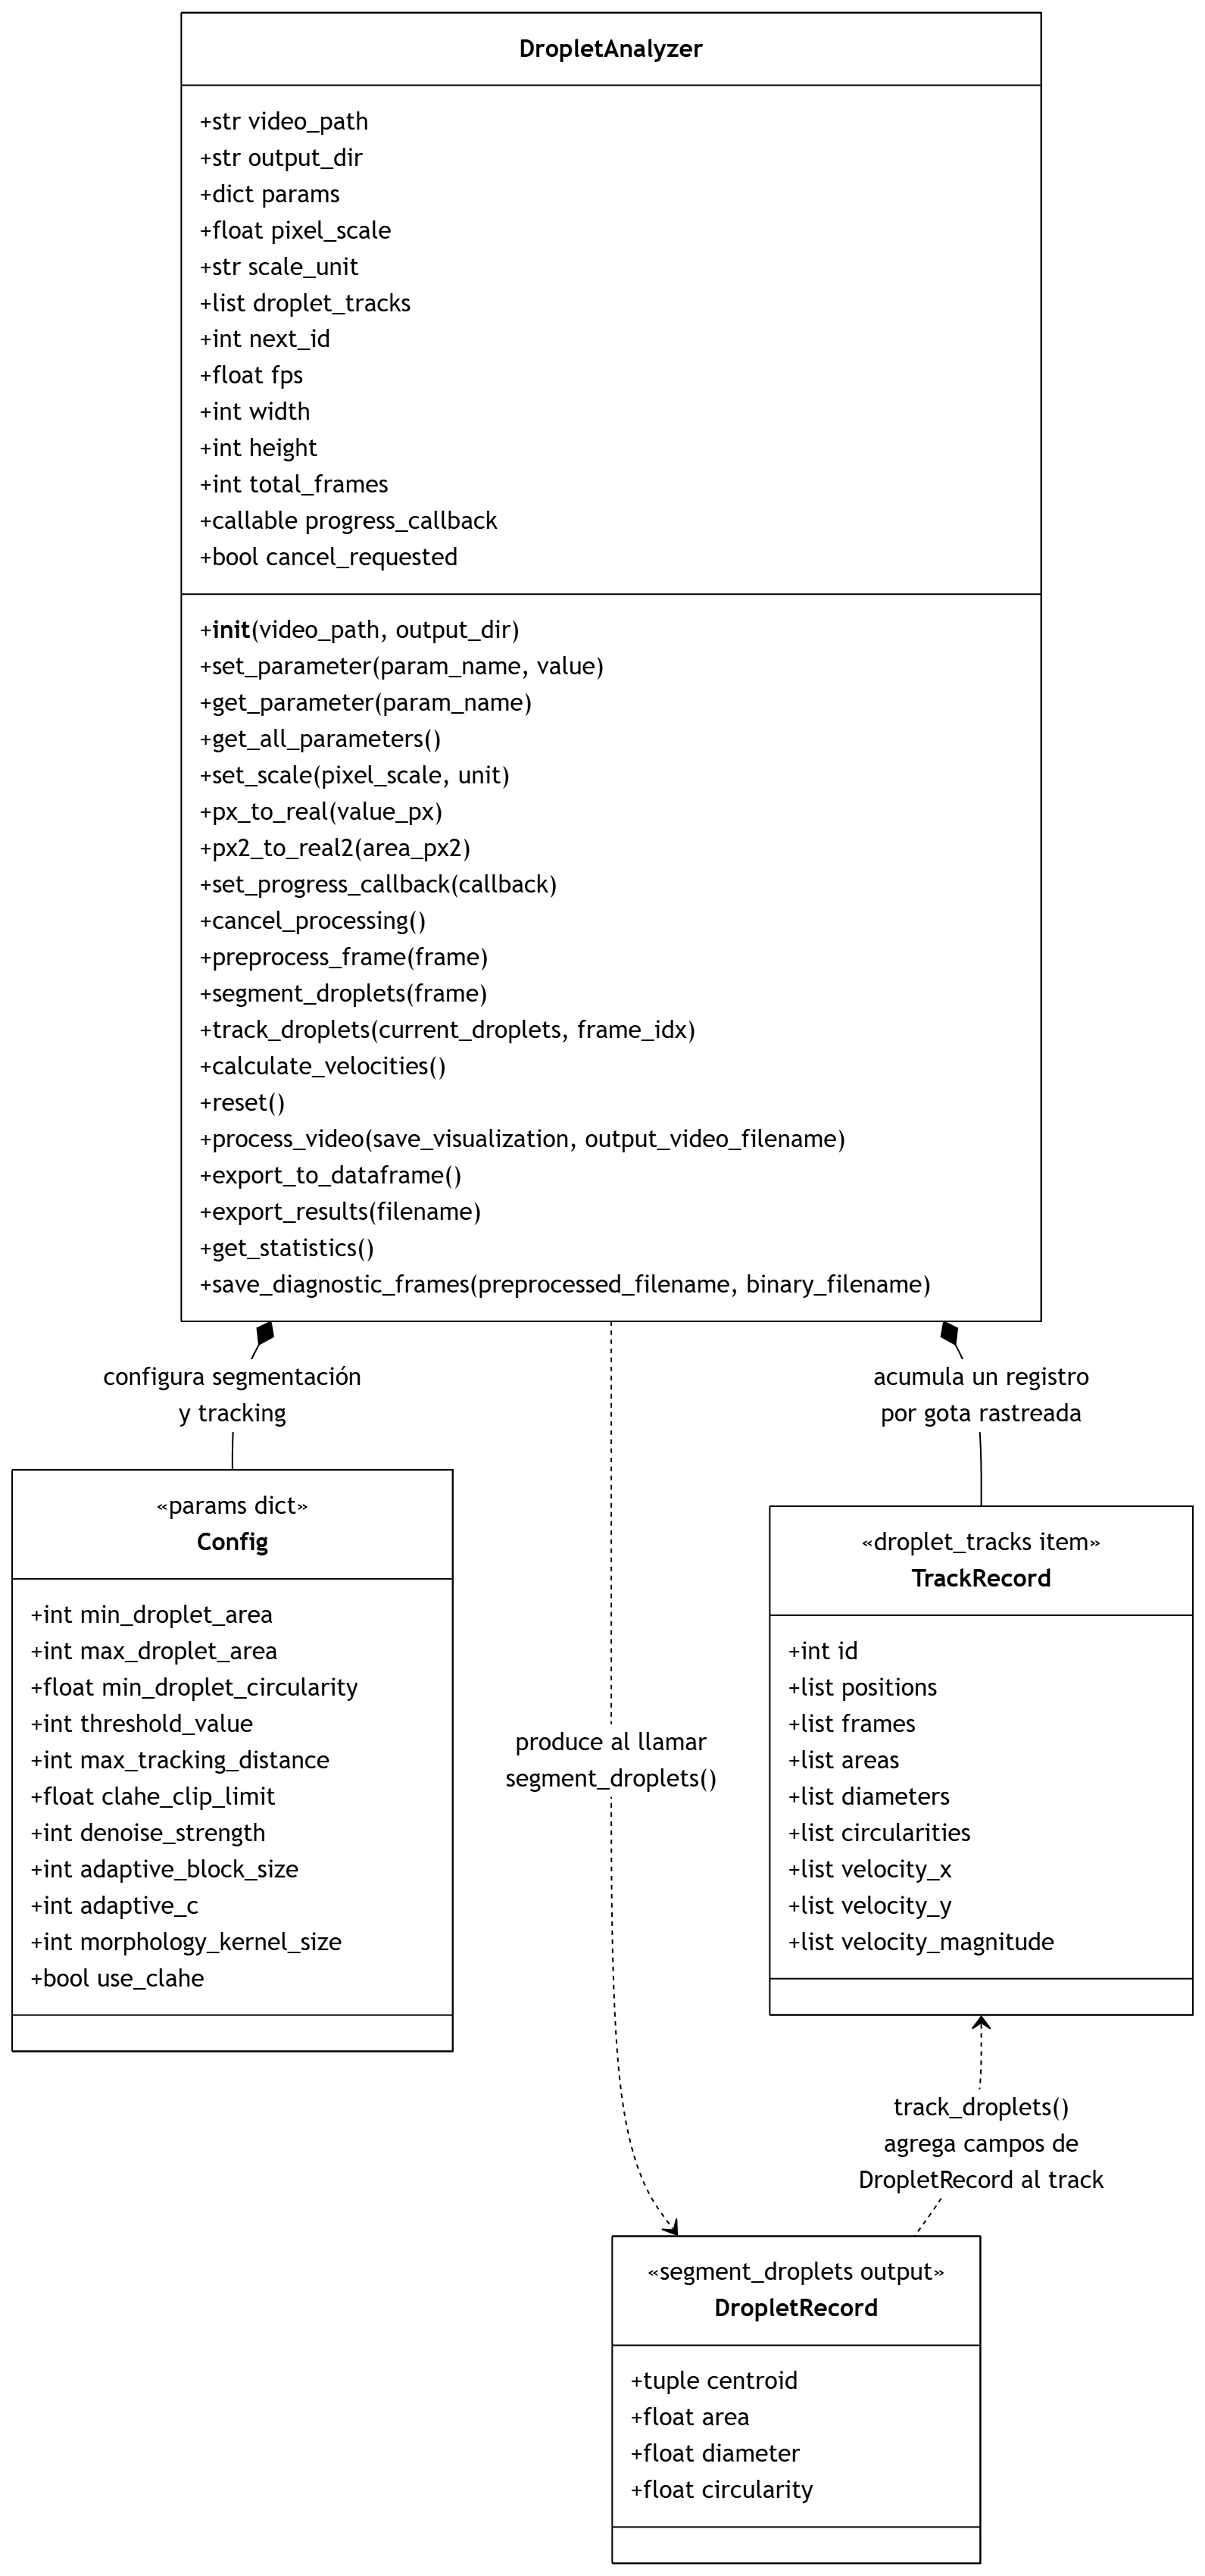 DropletAnalyzer
+str video_path
+str output_dir
+dict params
+float pixel_scale
+str scale_unit
+list droplet_tracks
+int next_id
+float fps
+int width
+int height
+int total_frames
+callable progress_callback
+bool cancel_requested
+init(video_path, output_dir)
+set_parameter(param_name, value)
+get_parameter(param_name)
+get_all_parameters()
+set_scale(pixel_scale, unit)
+px_to_real(value_px)
+px2_to_real2(area_px2)
+set_progress_callback(callback)
+cancel_processing()
+preprocess_frame(frame)
+segment_droplets(frame)
+track_droplets(current_droplets, frame_idx)
+calculate_velocities()
+reset()
+process_video(save_visualization, output_video_filename)
+export_to_dataframe()
+export_results(filename)
+get_statistics()
+save_diagnostic_frames(preprocessed_filename, binary_filename)
configura segmentación
y tracking
acumula un registro
por gota rastreada
«params dict»
Config
+int min_droplet_area
+int max_droplet_area
+float min_droplet_circularity
+int threshold_value
+int max_tracking_distance
+float clahe_clip_limit
+int denoise_strength
+int adaptive_block_size
+int adaptive_c
+int morphology_kernel_size
+bool use_clahe
produce al llamar
segment_droplets()
«droplet_tracks item»
TrackRecord
+int id
+list positions
+list frames
+list areas
+list diameters
+list circularities
+list velocity_x
+list velocity_y
+list velocity_magnitude
track_droplets()
agrega campos de
DropletRecord al track
«segment_droplets output»
DropletRecord
+tuple centroid
+float area
+float diameter
+float circularity